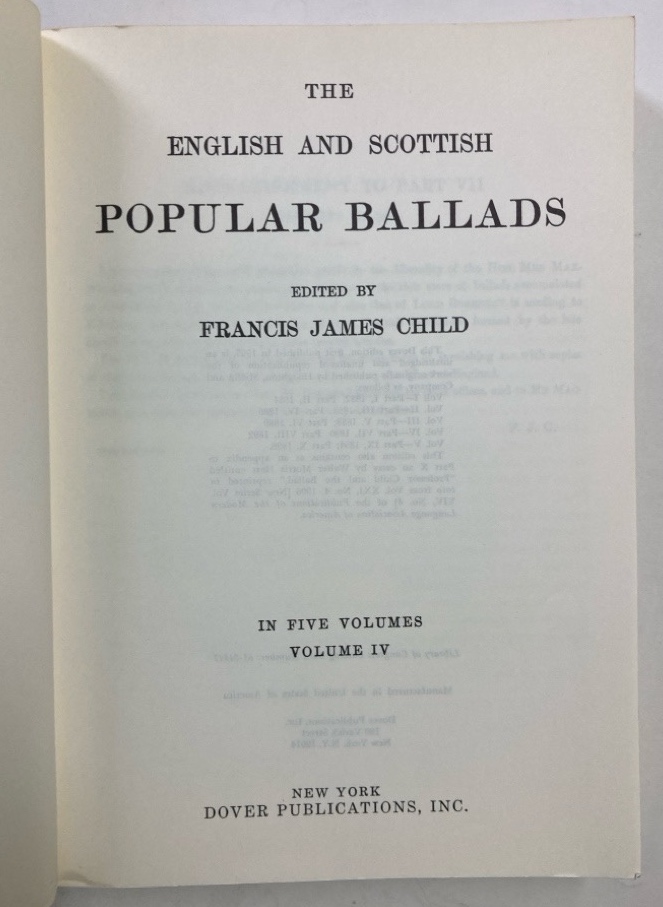 THE
ENGLISH AND SCOTTISH
POPULAR BALLADS
EDITED BY
FRANCIS JAMES CHILD
IN FIVE VOLUMES
VOLUME IV
NEW YORK
DOVER PUBLICATIONS, INC.